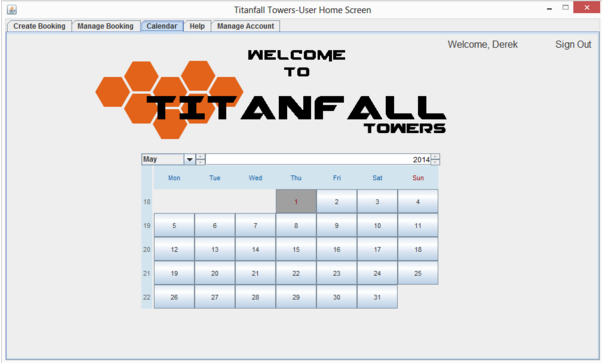 Titanfall Towers-User Home Screen
Create Booking Manage Booking Calendar Help Manage Account
Welcome, Derek Sign Out
WELCOME
TO
TITANFALL
TOWERS
May 2014
Mon Tue Wed Thu Fri Sat Sun
18 1 2 3 4
19 5 6 7 8 9 10 11
20 12 13 14 15 16 17 18
21 19 20 21 22 23 24 25
22 26 27 28 29 30 31